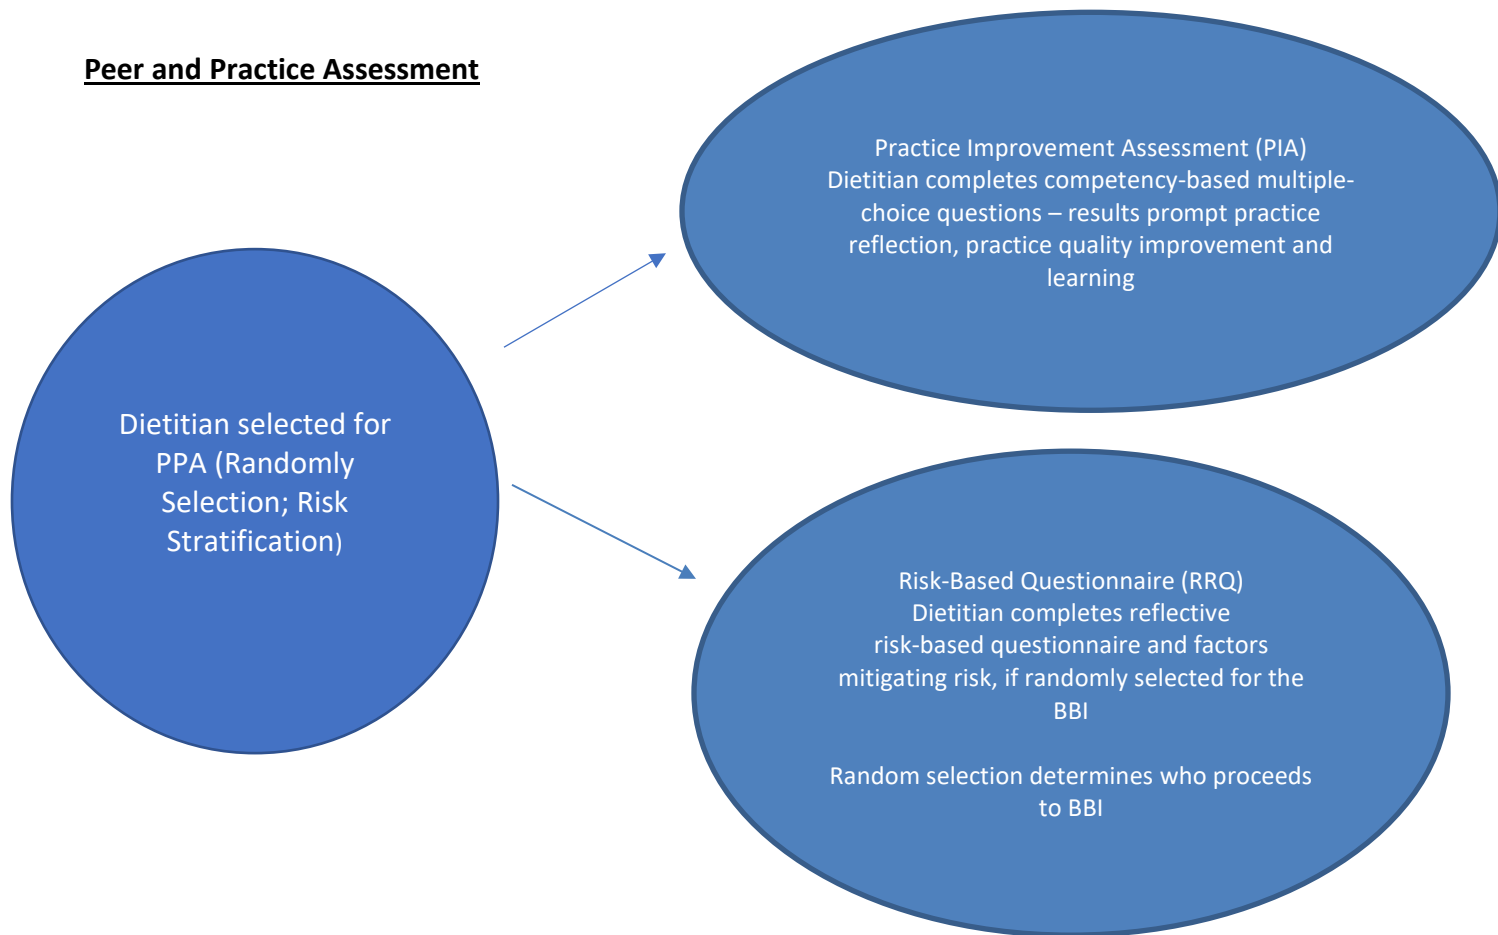 Peer and Practice Assessment
Practice Improvement Assessment (PIA)
Dietitian completes competency-based multiple-
choice questions – results prompt practice
reflection, practice quality improvement and
learning
Dietitian selected for
PPA (Randomly
Selection; Risk
Stratification)
Risk-Based Questionnaire (RRQ)
Dietitian completes reflective
risk-based questionnaire and factors
mitigating risk, if randomly selected for the
BBI
Random selection determines who proceeds
to BBI